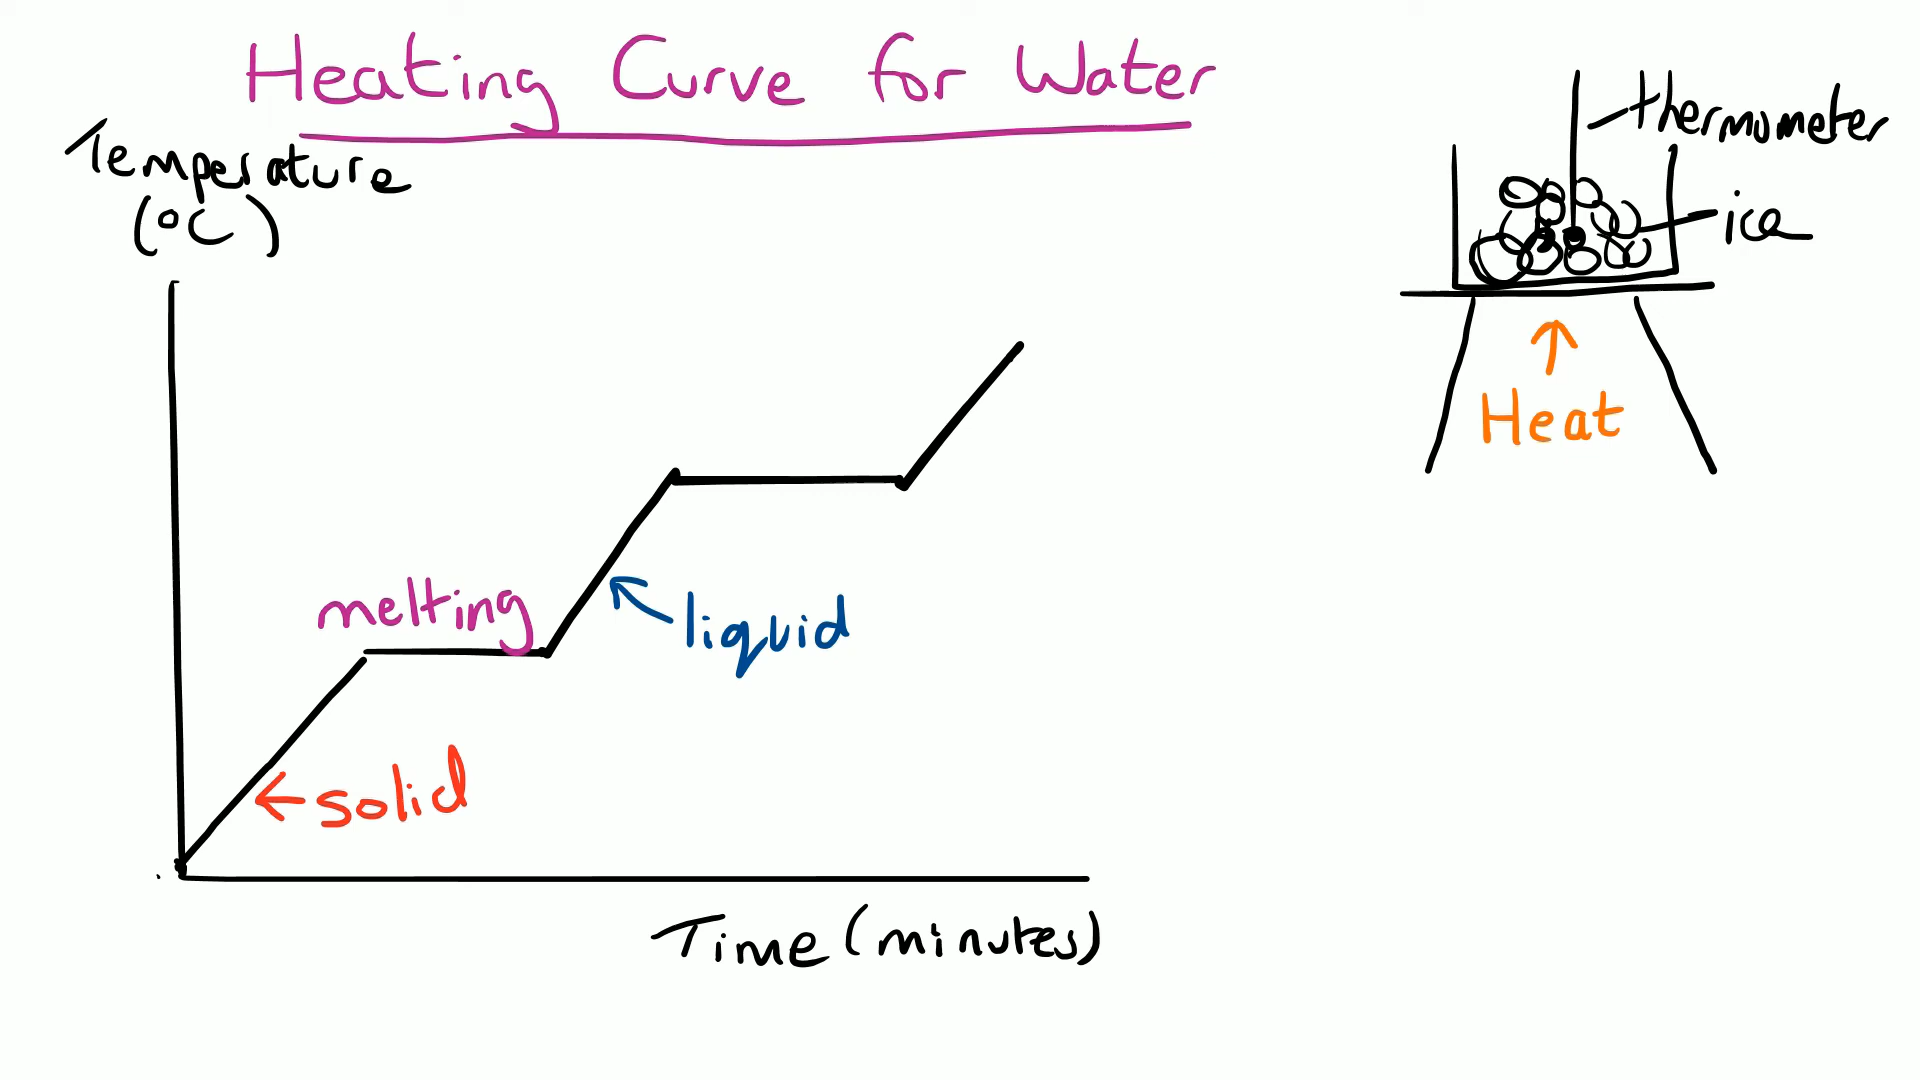 Heating Curve for Water
Temperature
(°C)
thermometer
ice
Heat
melting
liquid
solid
Time (minutes)